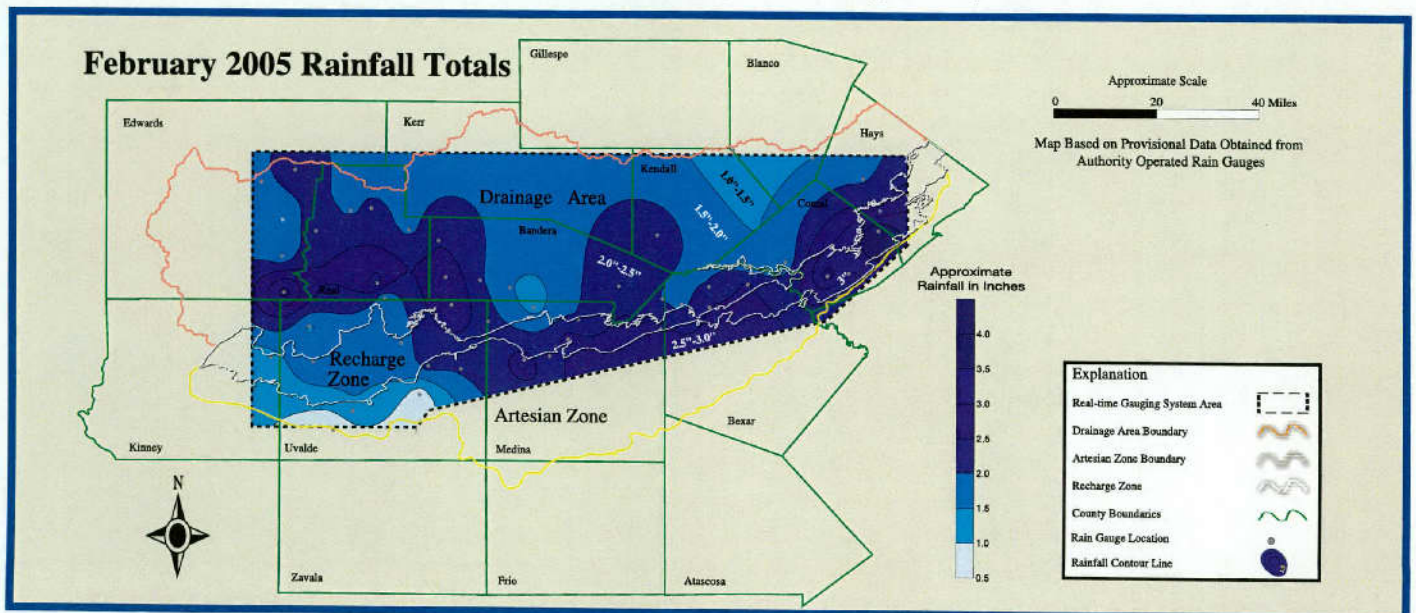 February 2005 Rainfall Totals
Gillespo
Blanco
Edwards
Kerr
Hays
Kendall
Drainage Area
1.0"-1.5"
Comal
1.5"-2.0"
Bandera
2.0"-2.5"
3"
Real
2.5"-3.0"
Recharge
Zone
Artesian Zone
Bexar
Kinney
Uvalde
Medina
N
Zavala
Frio
Atascosa
Approximate Scale
0 20 40 Miles
Map Based on Provisional Data Obtained from
Authority Operated Rain Gauges
Approximate
Rainfall in Inches
4.0
3.5
3.0
2.5
2.0
1.5
1.0
0.5
Explanation
Real-time Gauging System Area
Drainage Area Boundary
Artesian Zone Boundary
Recharge Zone
County Boundaries
Rain Gauge Location
Rainfall Contour Line